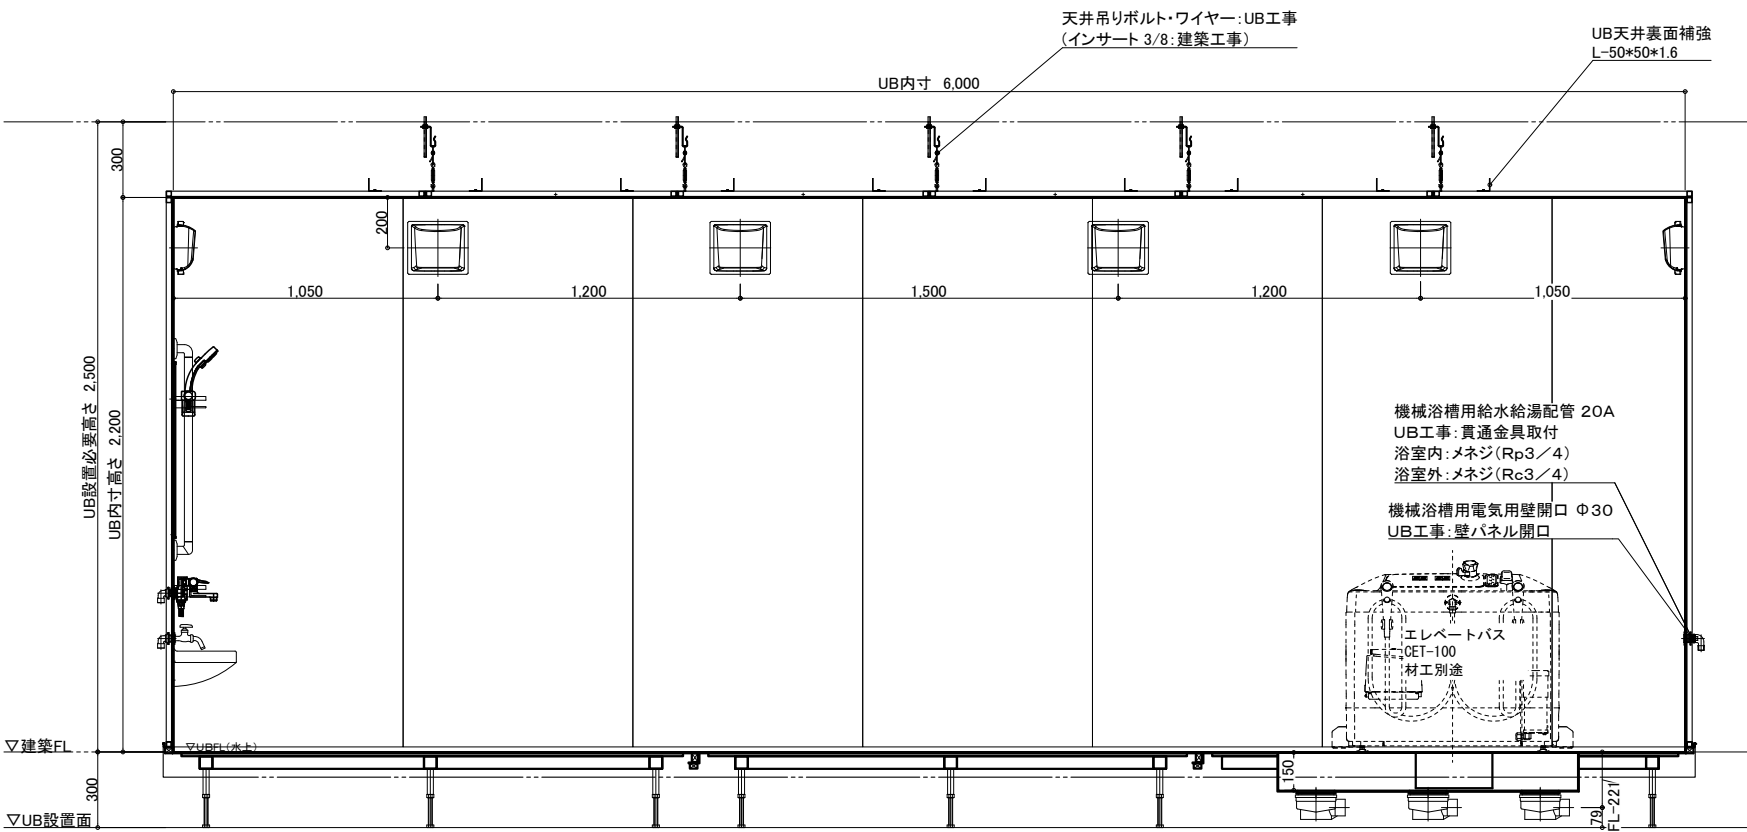 天井吊りボルト・ワイヤー：UB工事
（インサート 3/8：建築工事）
UB天井裏面補強
L-50*50*1.6
UB内寸 6,000
300
200
1,050
1,200
1,500
1,200
1,050
UB設置必要高さ 2,500
UB内寸高さ 2,200
機械浴槽用給水給湯配管 20A
UB工事：貫通金具取付
浴室内：メネジ（Rp3／4）
浴室外：メネジ（Rc3／4）
機械浴槽用電気用壁開口 Φ30
UB工事：壁パネル開口
エレベートバス
CET-100
材工別途
▽建築FL
▽UBFL（水上）
300
150
79
FL-221
▽UB設置面